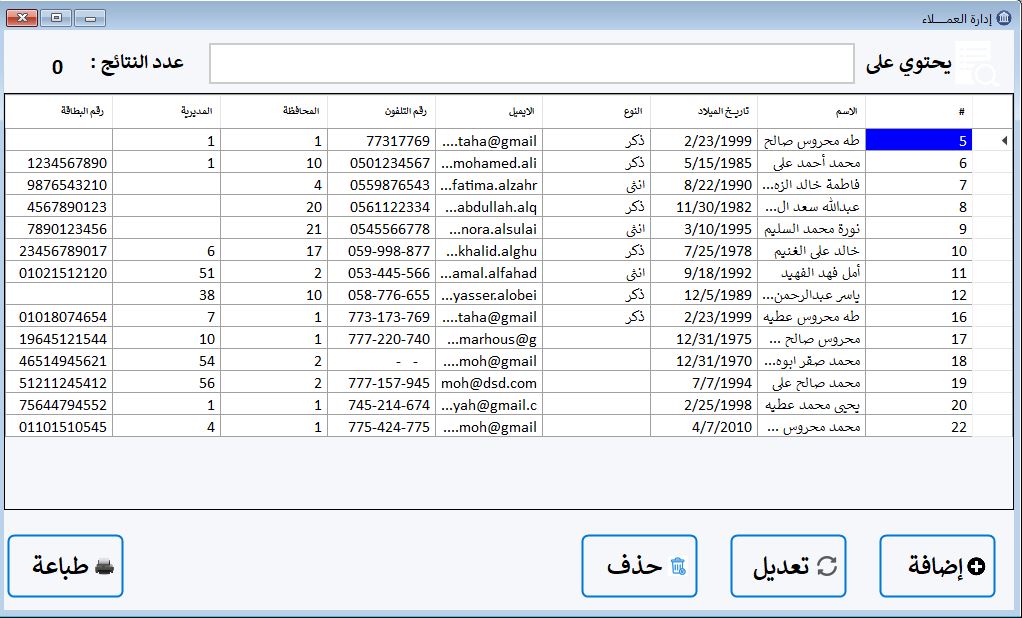 إدارة العمـــلاء
يحتوي على عدد النتائج : 0
# الاسم تاريخ الميلاد النوع الايميل رقم التلفون المحافظة المديرية رقم البطاقة
5 طه محروس صالح 2/23/1999 ذكر taha@gmail.... 77317769 1 1
6 محمد أحمد علي 5/15/1985 ذكر mohamed.ali... 0501234567 10 1 1234567890
7 فاطمة خالد الزه... 8/22/1990 انثى fatima.alzahr... 0559876543 4 9876543210
8 عبدالله سعد ال... 11/30/1982 ذكر abdullah.alq... 0561122334 20 4567890123
9 نورة محمد السليم 3/10/1995 انثى nora.alsulai... 0545566778 21 7890123456
10 خالد علي الغنيم 7/25/1978 ذكر khalid.alghu... 059-998-877 17 6 23456789017
11 أمل فهد الفهيد 9/18/1992 انثى amal.alfahad... 053-445-566 2 51 01021512120
12 ياسر عبدالرحمن... 12/5/1989 ذكر yasser.alobei... 058-776-655 10 38
16 طه محروس عطيه 2/23/1999 ذكر taha@gmail.... 773-173-769 1 7 01018074654
17 محروس صالح ... 12/31/1975 marhous@g... 777-220-740 1 10 19645121544
18 محمد صقر ابوه... 12/31/1970 moh@gmail.... - - 2 54 46514945621
19 محمد صالح علي 7/7/1994 moh@dsd.com 777-157-945 2 56 51211245412
20 يحيى محمد عطيه 2/25/1998 yah@gmail.c... 745-214-674 1 1 75644794552
22 محمد محروس ... 4/7/2010 moh@gmail.... 775-424-775 1 4 01101510545
إضافة تعديل حذف طباعة